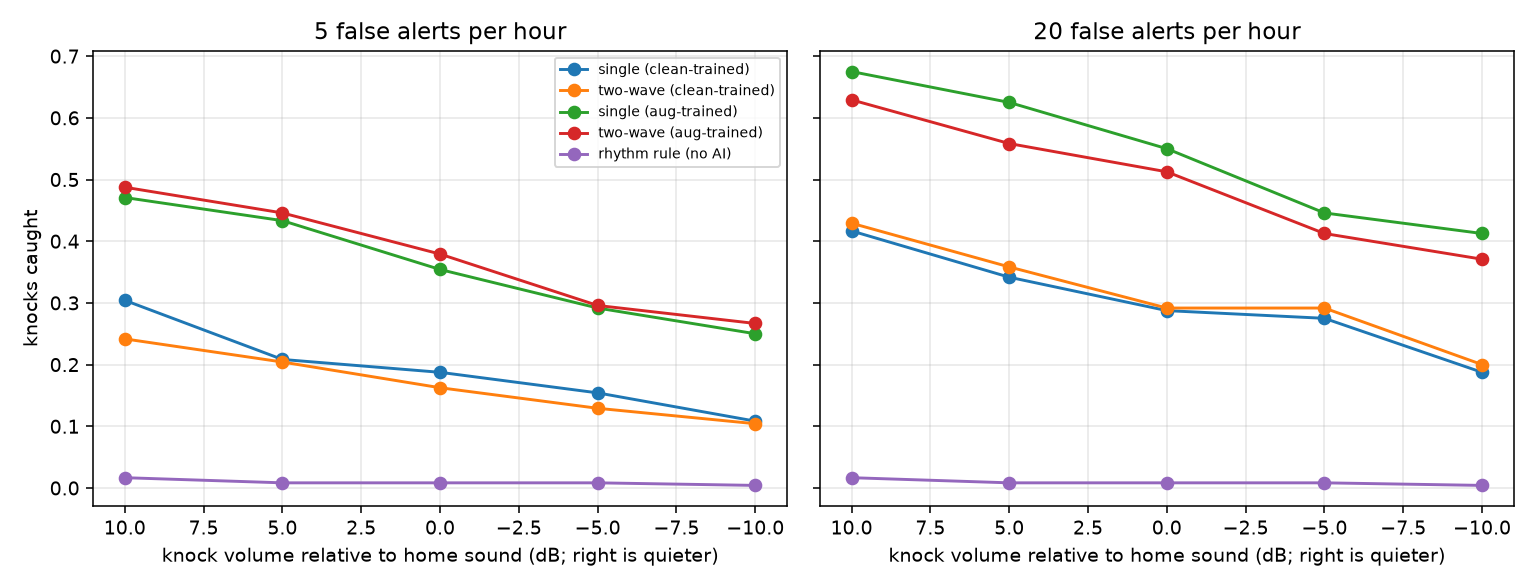 5 false alerts per hour
20 false alerts per hour
0.7
0.6
0.5
0.4
0.3
0.2
0.1
0.0
knocks caught
single (clean-trained)
two-wave (clean-trained)
single (aug-trained)
two-wave (aug-trained)
rhythm rule (no AI)
10.0 7.5 5.0 2.5 0.0 −2.5 −5.0 −7.5 −10.0
knock volume relative to home sound (dB; right is quieter)
10.0 7.5 5.0 2.5 0.0 −2.5 −5.0 −7.5 −10.0
knock volume relative to home sound (dB; right is quieter)